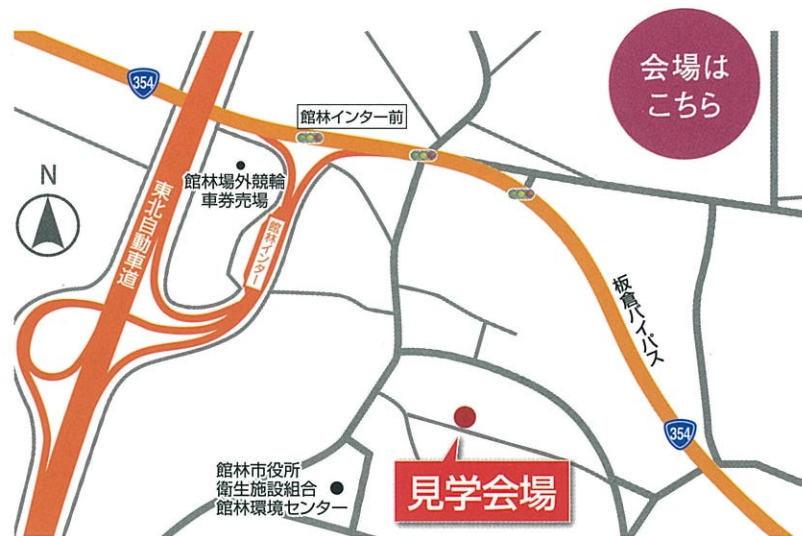 会場は
こちら
354
館林インター前
N
館林場外競輪
車券売場
東北自動車道
館林インター
板倉バイパス
354
見学会場
館林市役所
衛生施設組合
館林環境センター